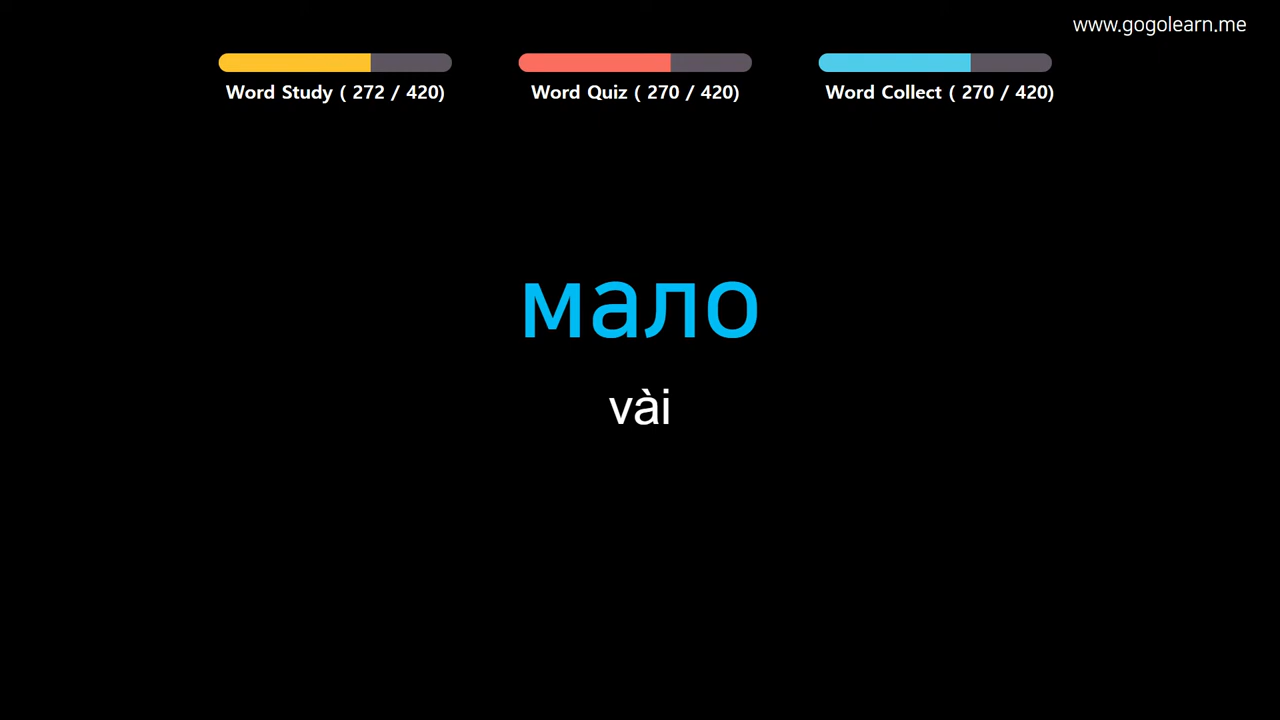 www.gogolearn.me
Word Study ( 272 / 420)
Word Quiz ( 270 / 420)
Word Collect ( 270 / 420)
мало
vài